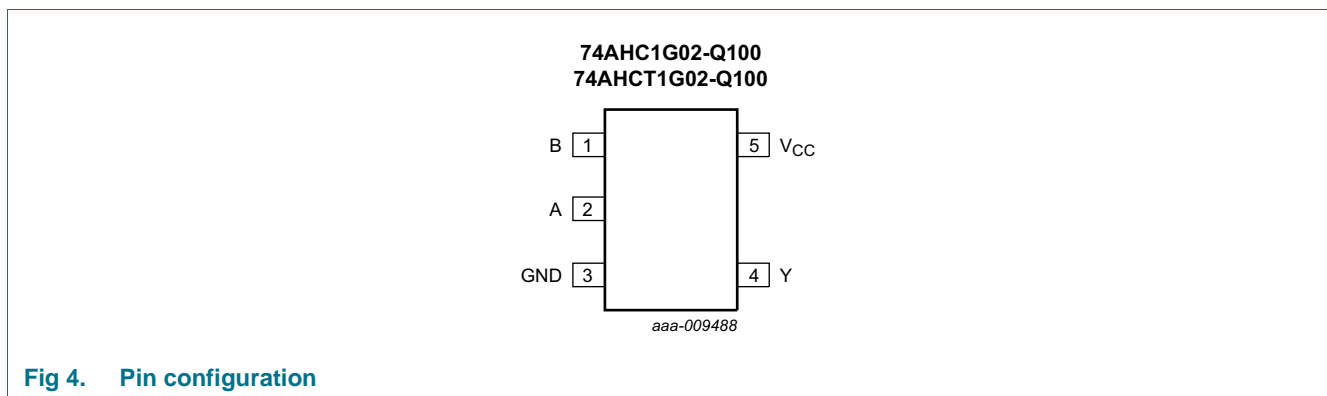 74AHC1G02-Q100
74AHCT1G02-Q100
B 1 5 VCC
A 2
GND 3 4 Y
aaa-009488
Fig 4. Pin configuration